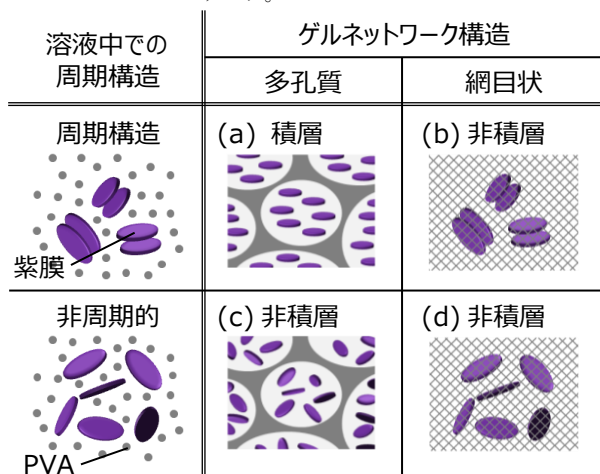 溶液中での
周期構造
ゲルネットワーク構造
多孔質
網目状
周期構造
紫膜
(a) 積層
(b) 非積層
非周期的
PVA
(c) 非積層
(d) 非積層